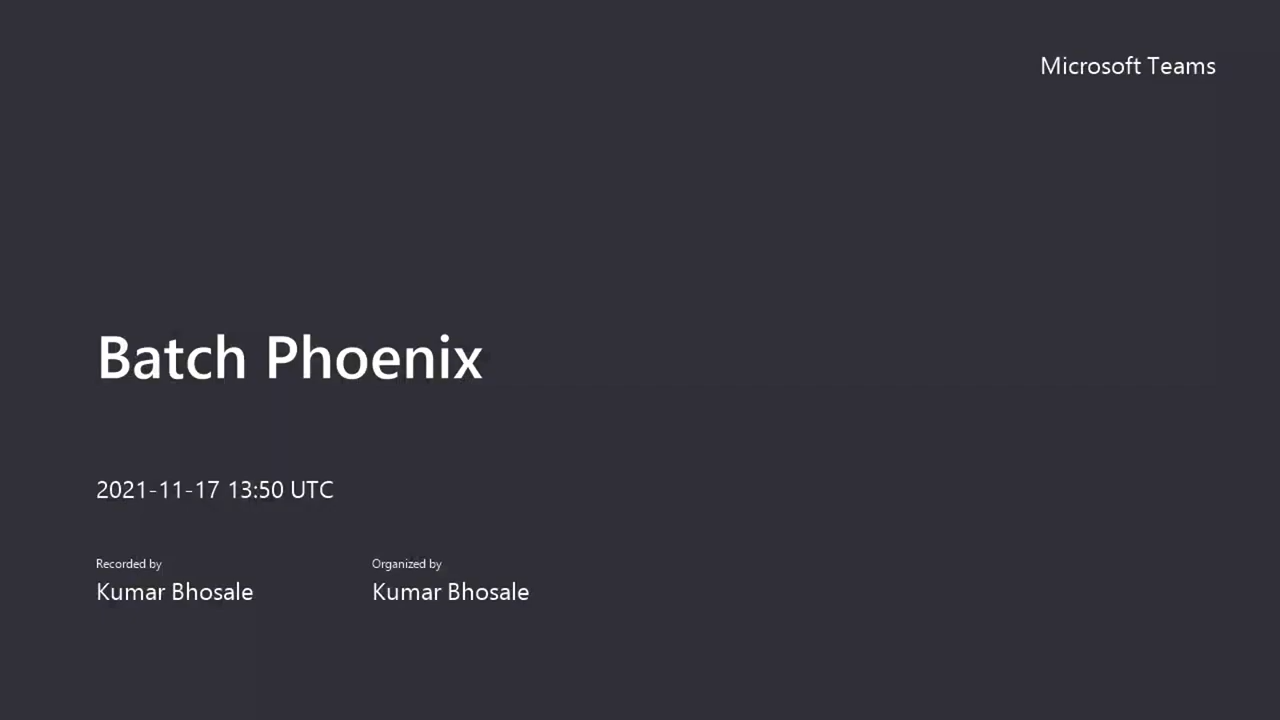 Microsoft Teams
Batch Phoenix
2021-11-17 13:50 UTC
Recorded by
Kumar Bhosale
Organized by
Kumar Bhosale